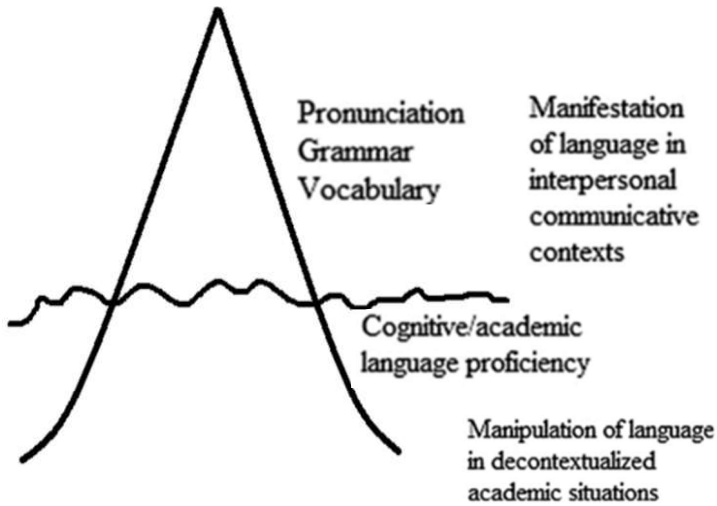 Pronunciation
Grammar
Vocabulary
Manifestation
of language in
interpersonal
communicative
contexts
Cognitive/academic
language proficiency
Manipulation of language
in decontextualized
academic situations